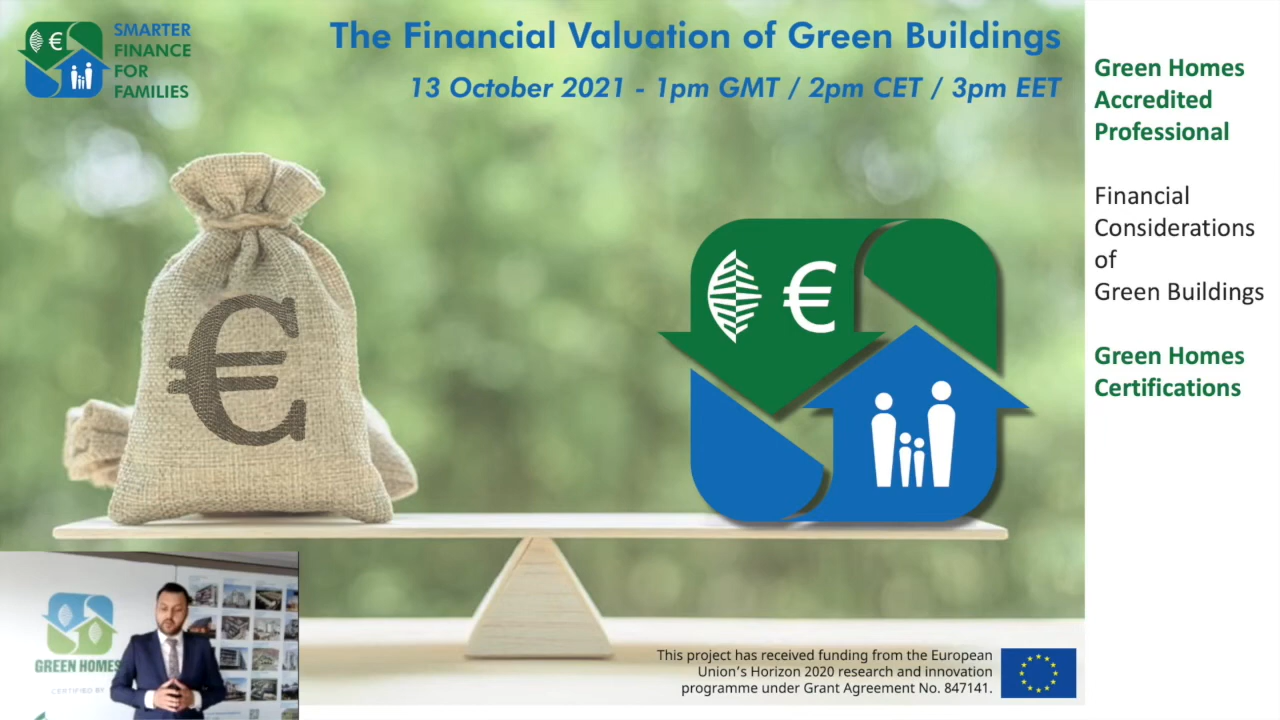 SMARTER
FINANCE
FOR
FAMILIES
€
The Financial Valuation of Green Buildings
13 October 2021 - 1pm GMT / 2pm CET / 3pm EET
Green Homes
Accredited
Professional
Financial
Considerations
of
Green Buildings
Green Homes
Certifications
€
€
GREEN HOMES
CERTIFIED BY
This project has received funding from the European
Union's Horizon 2020 research and innovation
programme under Grant Agreement No. 847141.